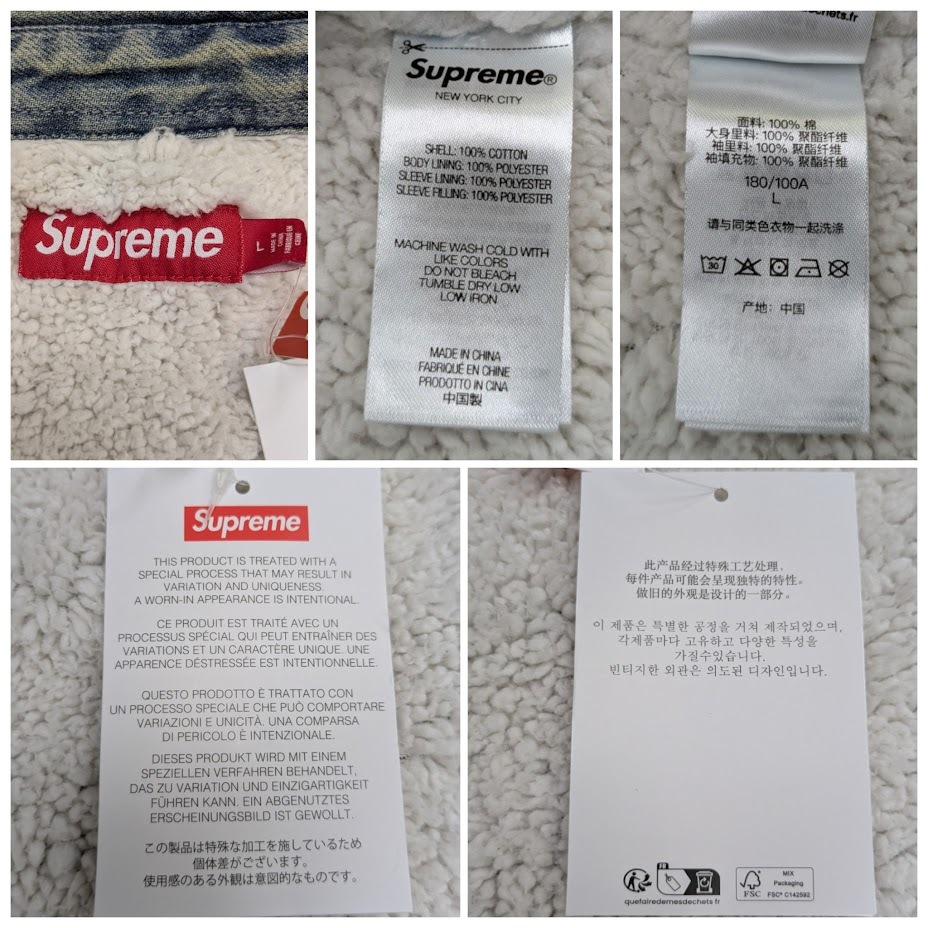 Supreme
L
MADE IN
CHINA
FABRIQUÉ EN
CHINE
Supreme®
NEW YORK CITY
SHELL: 100% COTTON
BODY LINING: 100% POLYESTER
SLEEVE LINING: 100% POLYESTER
SLEEVE FILLING: 100% POLYESTER
MACHINE WASH COLD WITH
LIKE COLORS
DO NOT BLEACH
TUMBLE DRY LOW
LOW IRON
MADE IN CHINA
FABRIQUÉ EN CHINE
PRODOTTO IN CINA
中国製
面料: 100% 棉
大身里料: 100% 聚酯纤维
袖里料: 100% 聚酯纤维
袖填充物: 100% 聚酯纤维
180/100A
L
请与同类色衣物一起洗涤
30
产地: 中国
Supreme
THIS PRODUCT IS TREATED WITH A
SPECIAL PROCESS THAT MAY RESULT IN
VARIATION AND UNIQUENESS.
A WORN-IN APPEARANCE IS INTENTIONAL.
CE PRODUIT EST TRAITÉ AVEC UN
PROCESSUS SPÉCIAL QUI PEUT ENTRAÎNER DES
VARIATIONS ET UN CARACTÈRE UNIQUE. UNE
APPARENCE DÉSTRESSÉE EST INTENTIONNELLE.
QUESTO PRODOTTO È TRATTATO CON
UN PROCESSO SPECIALE CHE PUÒ COMPORTARE
VARIAZIONI E UNICITÀ. UNA COMPARSA
DI PERICOLO È INTENZIONALE.
DIESES PRODUKT WIRD MIT EINEM
SPEZIELLEN VERFAHREN BEHANDELT,
DAS ZU VARIATION UND EINZIGARTIGKEIT
FÜHREN KANN. EIN ABGENUTZTES
ERSCHEINUNGSBILD IST GEWOLLT.
この製品は特殊な加工を施しているため
個体差がございます。
使用感のある外観は意図的なものです。
此产品经过特殊工艺处理，
每件产品可能会呈现独特的特性。
做旧的外观是设计的一部分。
이 제품은 특별한 공정을 거쳐 제작되었으며,
각제품마다 고유하고 다양한 특성을
가질수있습니다.
빈티지한 외관은 의도된 디자인입니다.
FR
quefairedemesdechets.fr
FSC
MIX
Packaging
FSC® C142592